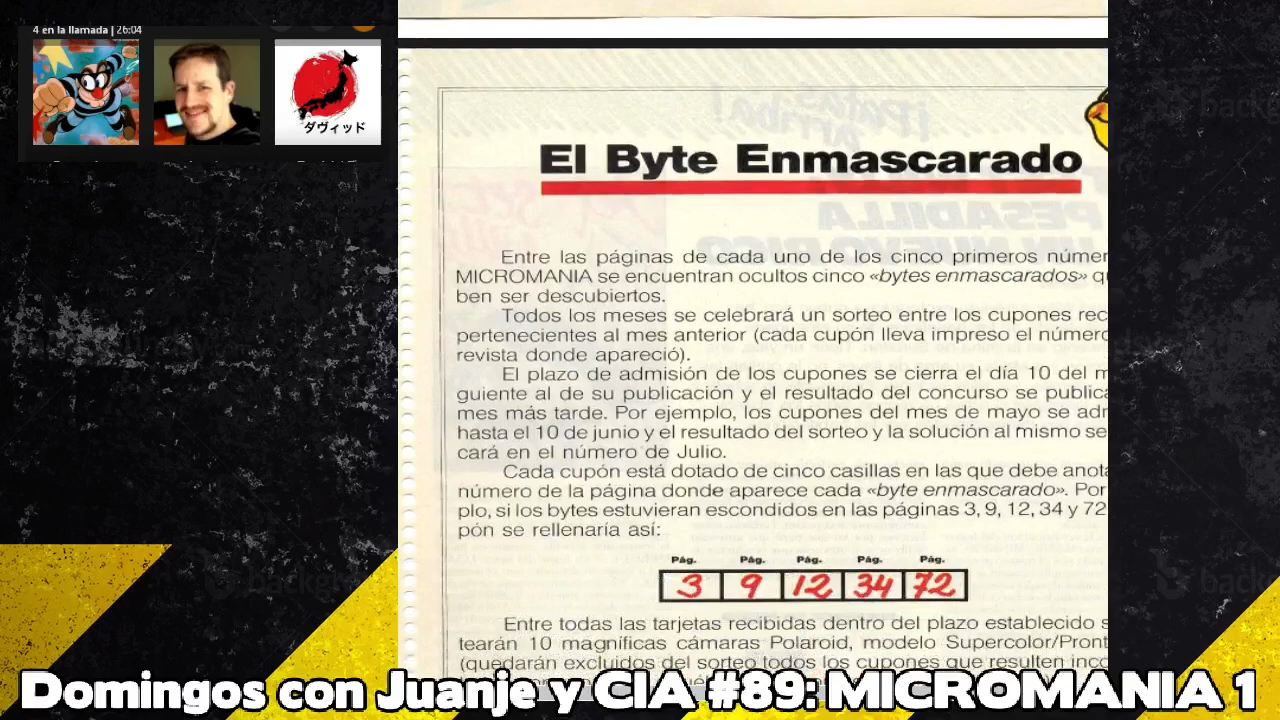 4 en la llamada | 26:04
ダヴィッド
El Byte Enmascarado
PESADILLA
UN NUEVO RICO
Entre las páginas de cada uno de los cinco primeros númer
MICROMANIA se encuentran ocultos cinco «bytes enmascarados» qu
ben ser descubiertos.
Todos los meses se celebrará un sorteo entre los cupones rec
pertenecientes al mes anterior (cada cupón lleva impreso el número
revista donde apareció).
El plazo de admisión de los cupones se cierra el día 10 del m
guiente al de su publicación y el resultado del concurso se publica
mes más tarde. Por ejemplo, los cupones del mes de mayo se adr
hasta el 10 de junio y el resultado del sorteo y la solución al mismo se
cará en el número de Julio.
Cada cupón está dotado de cinco casillas en las que debe anota
número de la página donde aparece cada «byte enmascarado». Por
plo, si los bytes estuvieran escondidos en las páginas 3, 9, 12, 34 y 72
pón se rellenaría así:
Pág. Pág. Pág. Pág. Pág.
3 9 12 34 72
Entre todas las tarjetas recibidas dentro del plazo establecido s
tearán 10 magníficas cámaras Polaroid, modelo Supercolor/Pront
(quedarán excluidos del sorteo todos los cupones que resulten inco
Domingos con Juanje y CIA #89: MICROMANIA 1